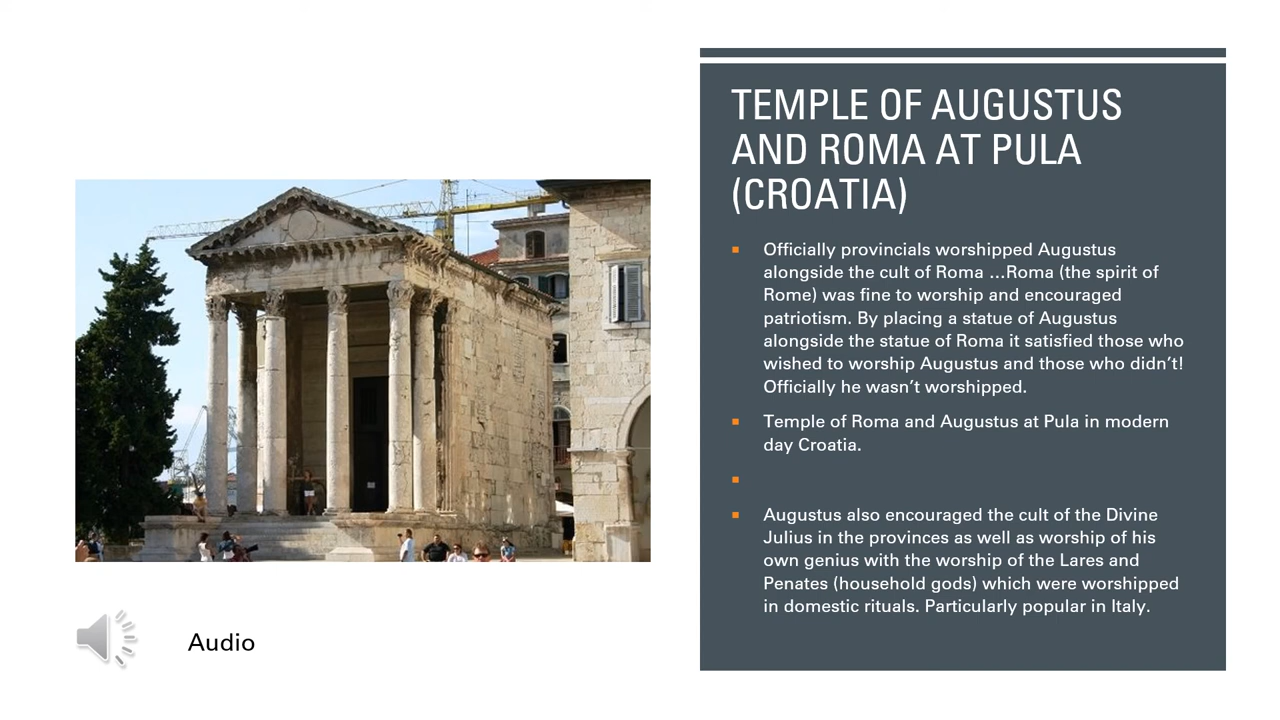 TEMPLE OF AUGUSTUS
AND ROMA AT PULA
(CROATIA)
Officially provincials worshipped Augustus
alongside the cult of Roma …Roma (the spirit of
Rome) was fine to worship and encouraged
patriotism. By placing a statue of Augustus
alongside the statue of Roma it satisfied those who
wished to worship Augustus and those who didn’t!
Officially he wasn’t worshipped.
Temple of Roma and Augustus at Pula in modern
day Croatia.
Augustus also encouraged the cult of the Divine
Julius in the provinces as well as worship of his
own genius with the worship of the Lares and
Penates (household gods) which were worshipped
in domestic rituals. Particularly popular in Italy.
Audio